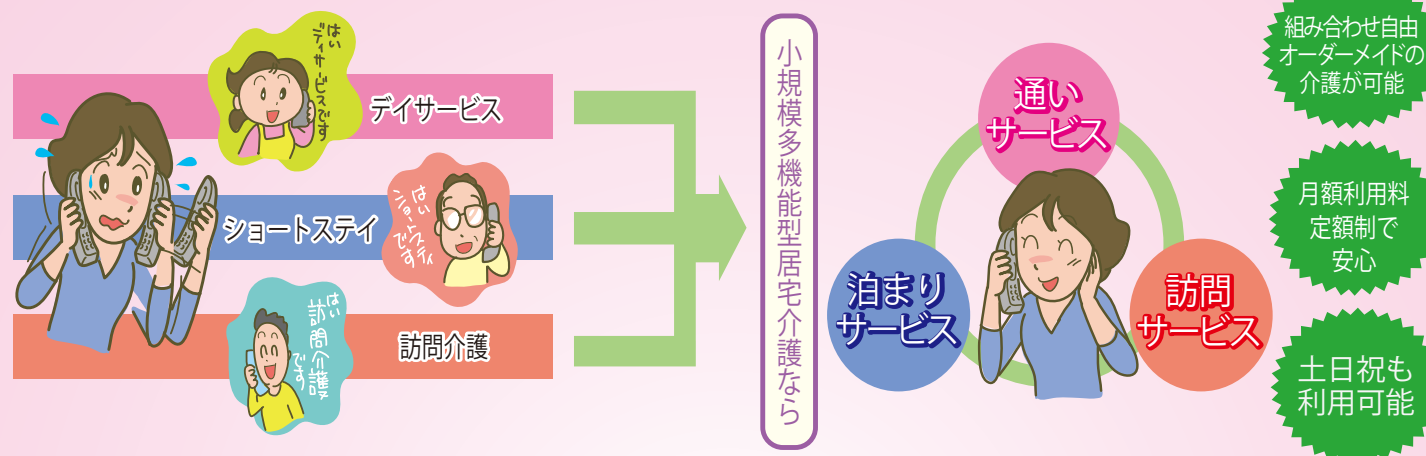 はい
デイサービスです
デイサービス
はい
ショートステイ
です
ショートステイ
はい
訪問介護
です
訪問介護
小規模多機能型居宅介護なら
通い
サービス
泊まり
サービス
訪問
サービス
組み合わせ自由
オーダーメイドの
介護が可能
月額利用料
定額制で
安心
土日祝も
利用可能